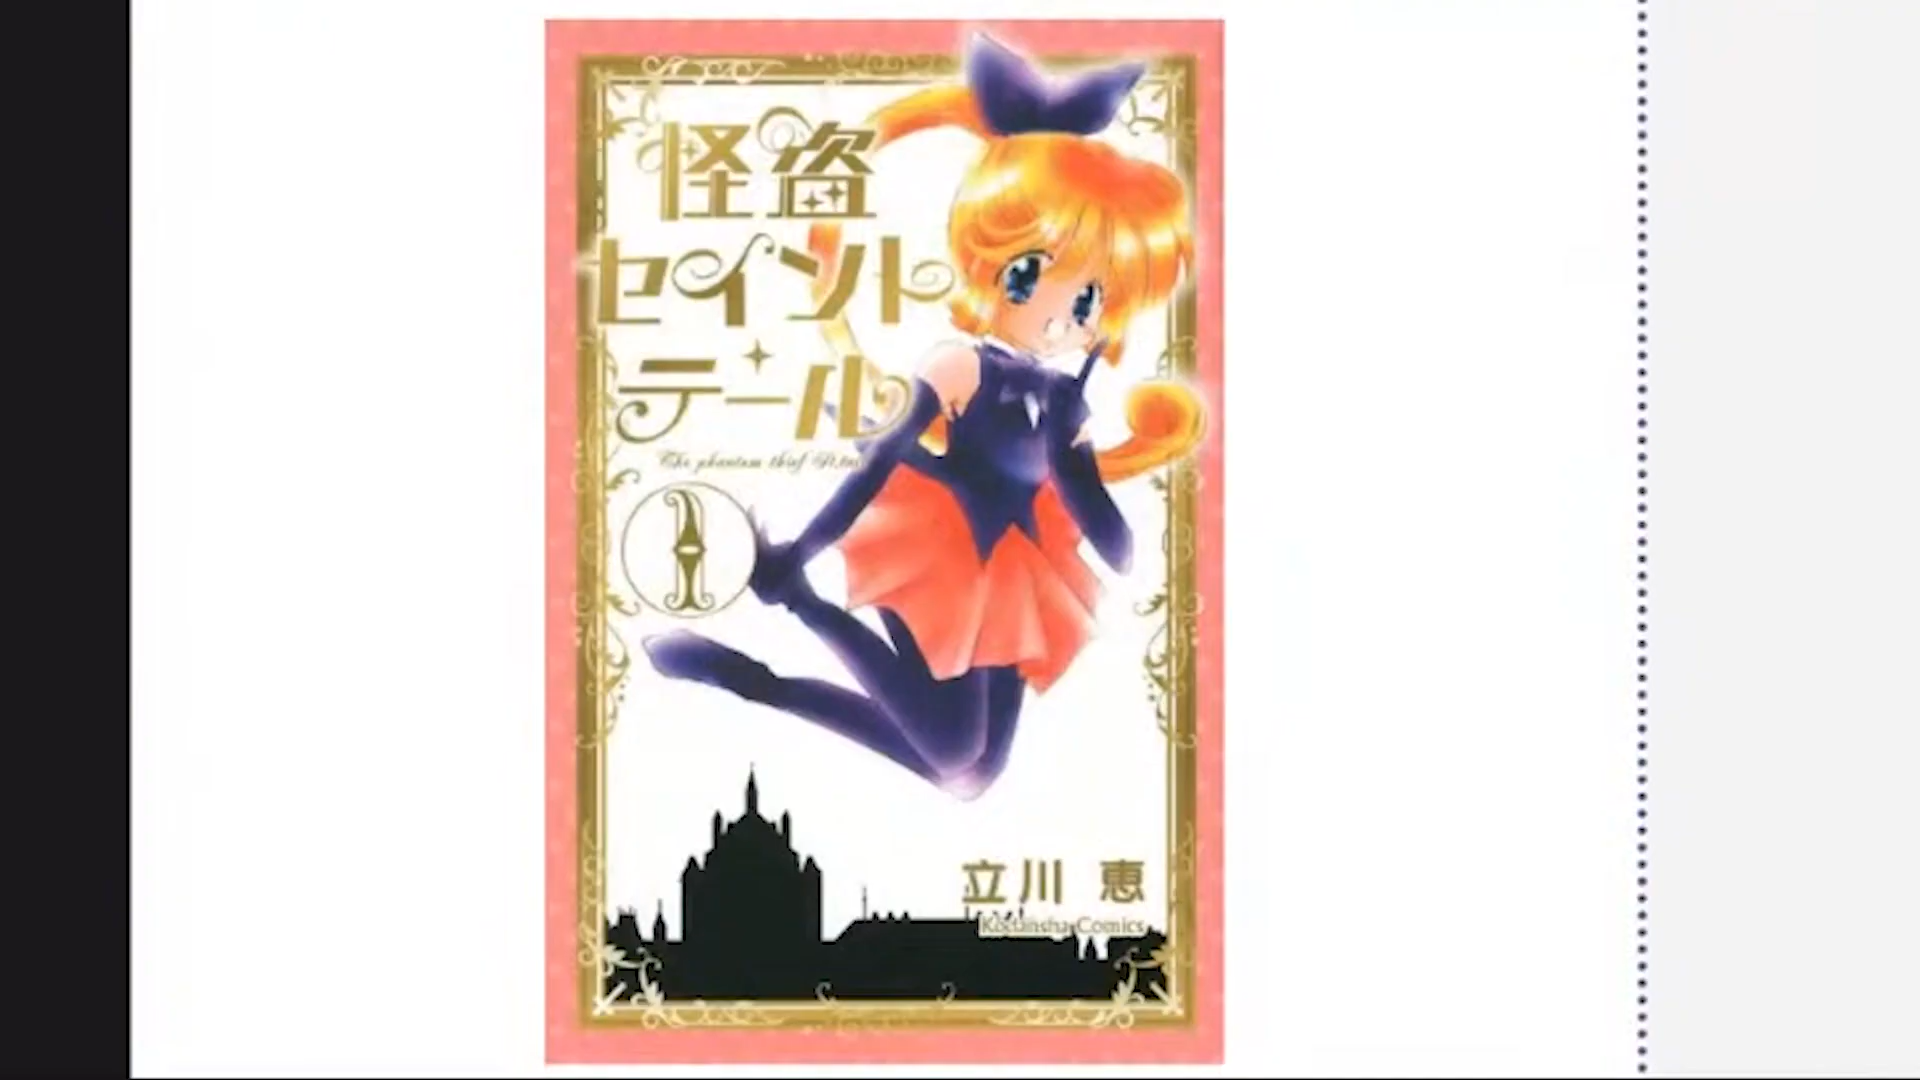 怪盗
セイント
テール
The phantom thief St.tai
1
立川 恵
Kodansha Comics